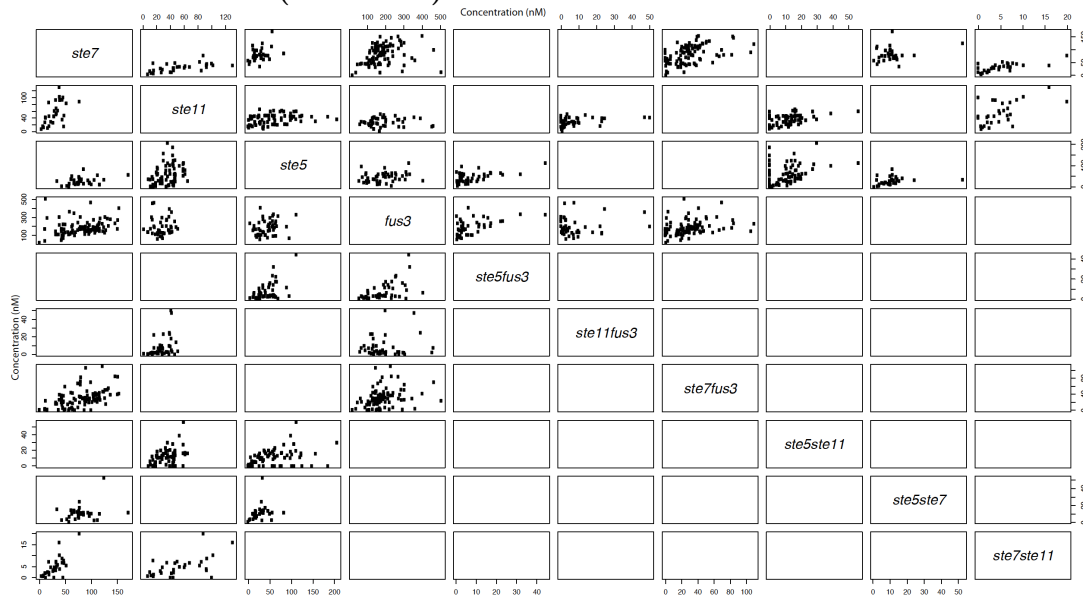 Concentration (nM)
0 20 40 60 80 120
100 200 300 400 500
0 10 20 30 40 50
0 10 20 30 40 50
0 5 10 15 20
ste7
ste11
0 40 100
ste5
fus3
100 300 500
ste5fus3
ste11fus3
0 20 40
Concentration (nM)
ste7fus3
ste5ste11
0 20 40
ste5ste7
ste7ste11
0 5 15
0 50 100 150
0 50 100 150 200
0 10 20 30 40
0 20 40 60 80 100